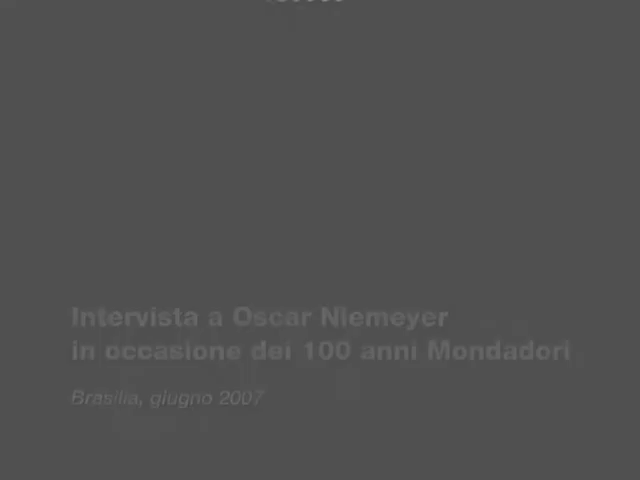 Intervista a Oscar Niemeyer
in occasione dei 100 anni Mondadori
Brasilia, giugno 2007